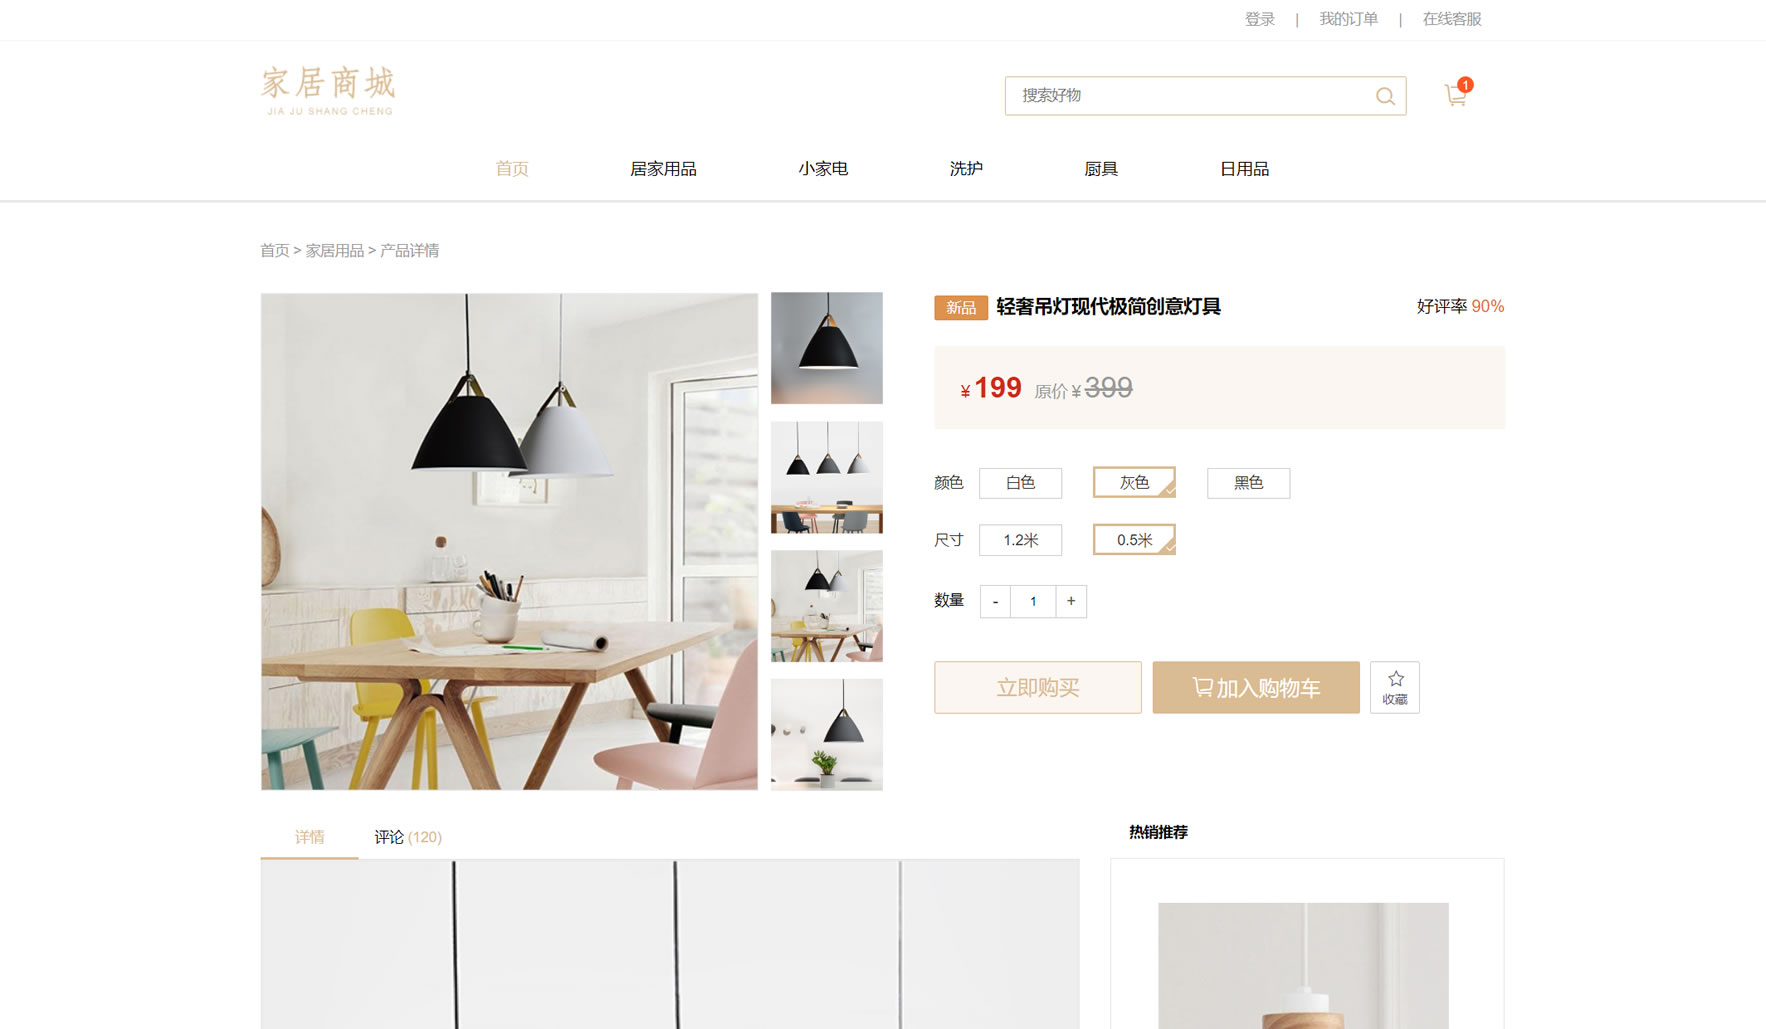 登录 | 我的订单 | 在线客服
家居商城
JIA JU SHANG CHENG
搜索好物
1
首页 居家用品 小家电 洗护 厨具 日用品
首页 > 家居用品 > 产品详情
新品 轻奢吊灯现代极简创意灯具 好评率 90%
¥199 原价¥399
颜色 白色 灰色 黑色
尺寸 1.2米 0.5米
数量 - 1 +
立即购买 加入购物车 收藏
详情 评论 (120) 热销推荐